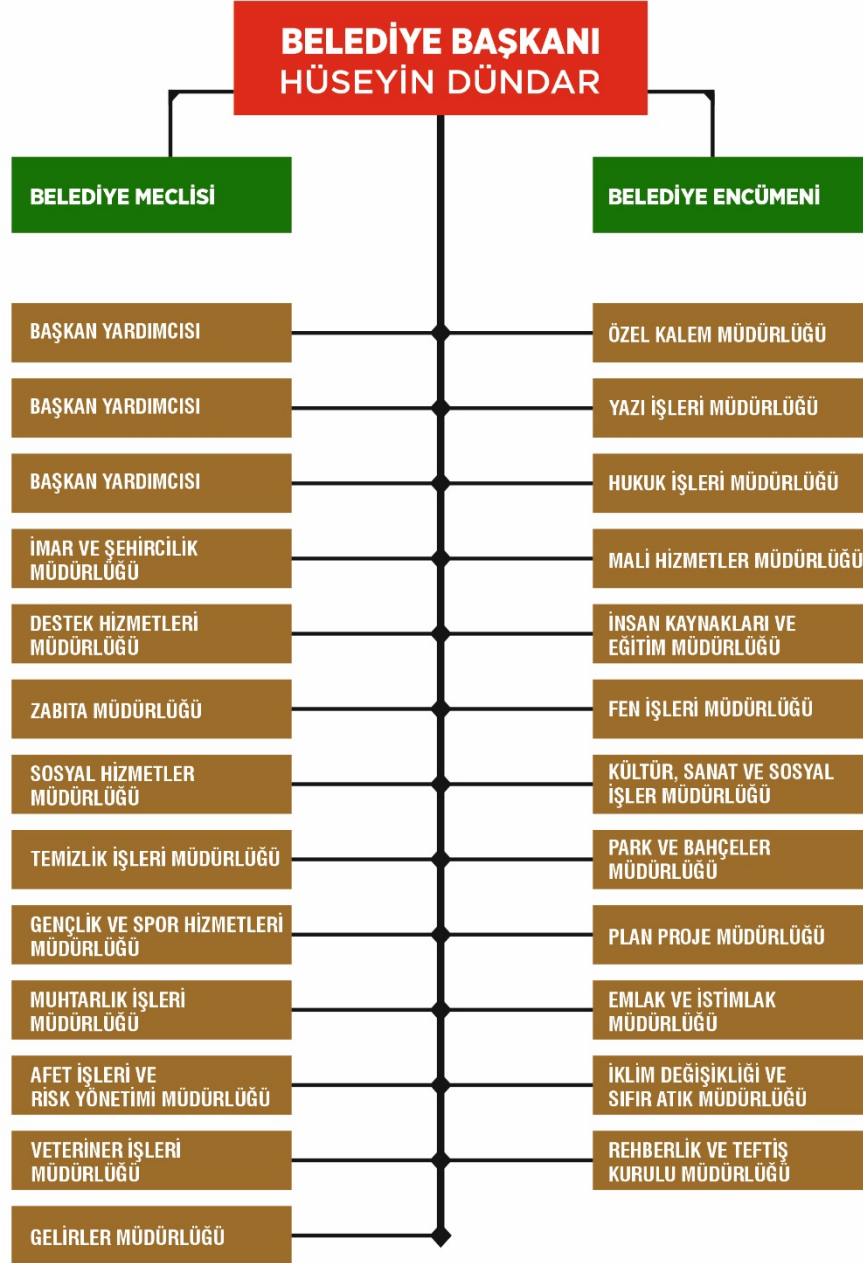 BELEDİYE BAŞKANI
HÜSEYİN DÜNDAR
BELEDİYE MECLİSİ
BELEDİYE ENCÜMENİ
BAŞKAN YARDIMCISI
ÖZEL KALEM MÜDÜRLÜĞÜ
BAŞKAN YARDIMCISI
YAZI İŞLERİ MÜDÜRLÜĞÜ
BAŞKAN YARDIMCISI
HUKUK İŞLERİ MÜDÜRLÜĞÜ
İMAR VE ŞEHİRCİLİK
MÜDÜRLÜĞÜ
MALİ HİZMETLER MÜDÜRLÜĞÜ
DESTEK HİZMETLERİ
MÜDÜRLÜĞÜ
İNSAN KAYNAKLARI VE
EĞİTİM MÜDÜRLÜĞÜ
ZABITA MÜDÜRLÜĞÜ
FEN İŞLERİ MÜDÜRLÜĞÜ
SOSYAL HİZMETLER
MÜDÜRLÜĞÜ
KÜLTÜR, SANAT VE SOSYAL
İŞLER MÜDÜRLÜĞÜ
TEMİZLİK İŞLERİ MÜDÜRLÜĞÜ
PARK VE BAHÇELER
MÜDÜRLÜĞÜ
GENÇLİK VE SPOR HİZMETLERİ
MÜDÜRLÜĞÜ
PLAN PROJE MÜDÜRLÜĞÜ
MUHTARLIK İŞLERİ
MÜDÜRLÜĞÜ
EMLAK VE İSTİMLAK
MÜDÜRLÜĞÜ
AFET İŞLERİ VE
RİSK YÖNETİMİ MÜDÜRLÜĞÜ
İKLİM DEĞİŞİKLİĞİ VE
SIFIR ATIK MÜDÜRLÜĞÜ
VETERİNER İŞLERİ
MÜDÜRLÜĞÜ
REHBERLİK VE TEFTİŞ
KURULU MÜDÜRLÜĞÜ
GELİRLER MÜDÜRLÜĞÜ